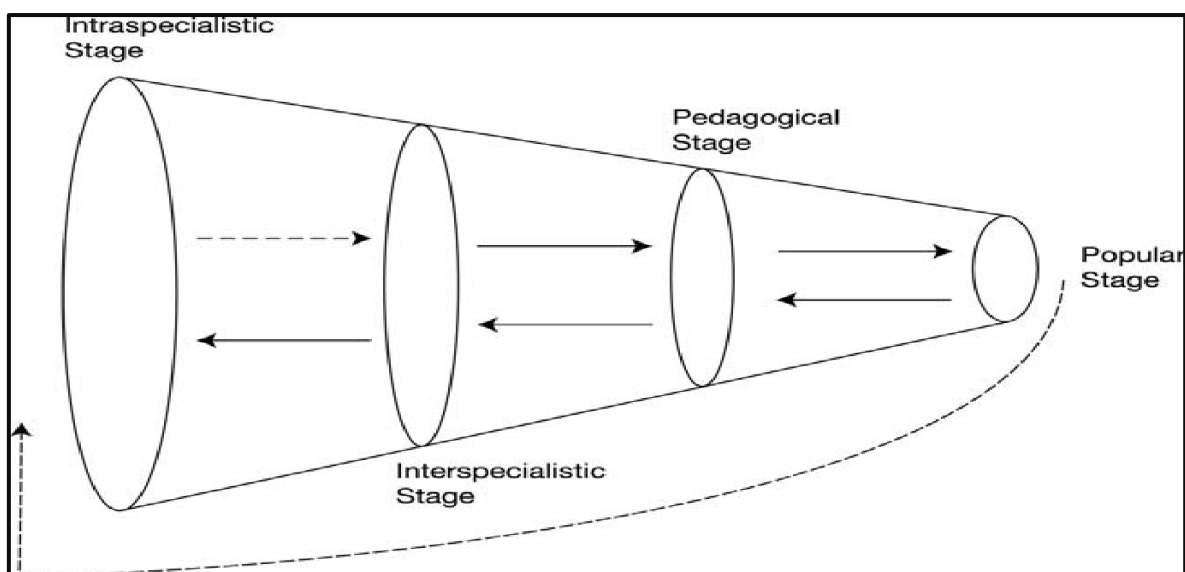 Intraspecialistic
Stage
Pedagogical
Stage
Popular
Stage
Interspecialistic
Stage